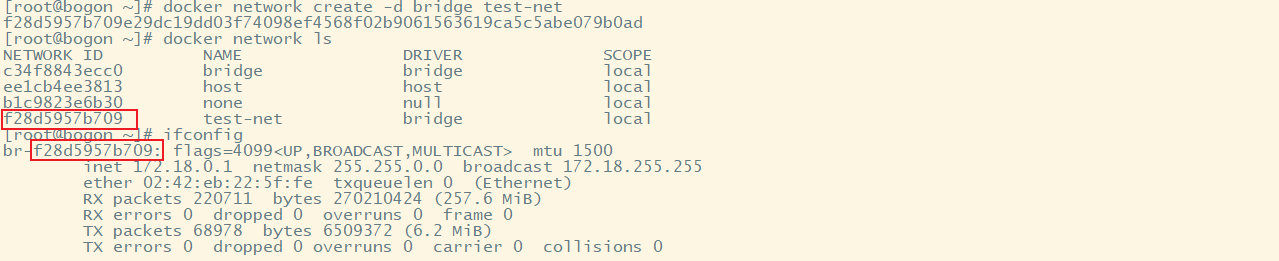 [root@bogon ~]# docker network create -d bridge test-net
f28d5957b709e29dc19dd03f74098ef4568f02b9061563619ca5c5abe079b0ad
[root@bogon ~]# docker network ls
NETWORK ID          NAME                DRIVER              SCOPE
c34f8843ecc0        bridge              bridge              local
ee1cb4ee3813        host                host                local
b1c9823e6b30        none                null                local
f28d5957b709        test-net            bridge              local
[root@bogon ~]# ifconfig
br-f28d5957b709: flags=4099<UP,BROADCAST,MULTICAST>  mtu 1500
        inet 172.18.0.1  netmask 255.255.0.0  broadcast 172.18.255.255
        ether 02:42:eb:22:5f:fe  txqueuelen 0  (Ethernet)
        RX packets 220711  bytes 270210424 (257.6 MiB)
        RX errors 0  dropped 0  overruns 0  frame 0
        TX packets 68978  bytes 6509372 (6.2 MiB)
        TX errors 0  dropped 0 overruns 0  carrier 0  collisions 0